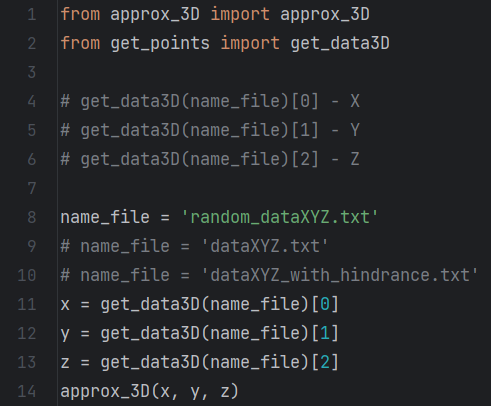 1 from approx_3D import approx_3D
2 from get_points import get_data3D
3
4 # get_data3D(name_file)[0] - X
5 # get_data3D(name_file)[1] - Y
6 # get_data3D(name_file)[2] - Z
7
8 name_file = 'random_dataXYZ.txt'
9 # name_file = 'dataXYZ.txt'
10 # name_file = 'dataXYZ_with_hindrance.txt'
11 x = get_data3D(name_file)[0]
12 y = get_data3D(name_file)[1]
13 z = get_data3D(name_file)[2]
14 approx_3D(x, y, z)